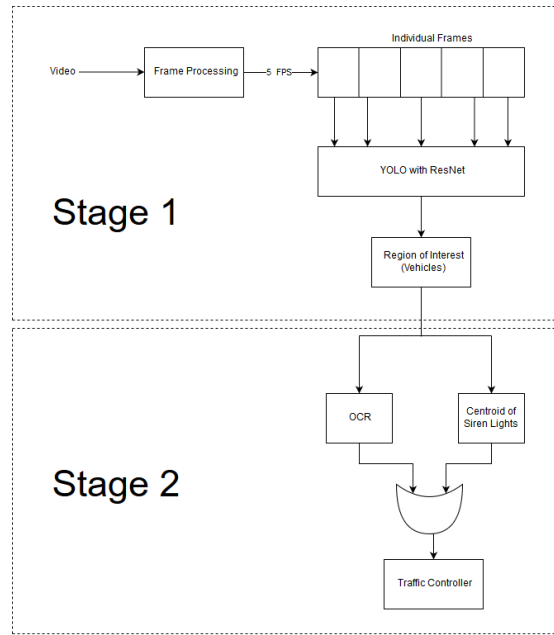 Individual Frames
Video
Frame Processing
5 FPS
YOLO with ResNet
Stage 1
Region of Interest
(Vehicles)
OCR
Centroid of
Siren Lights
Stage 2
Traffic Controller